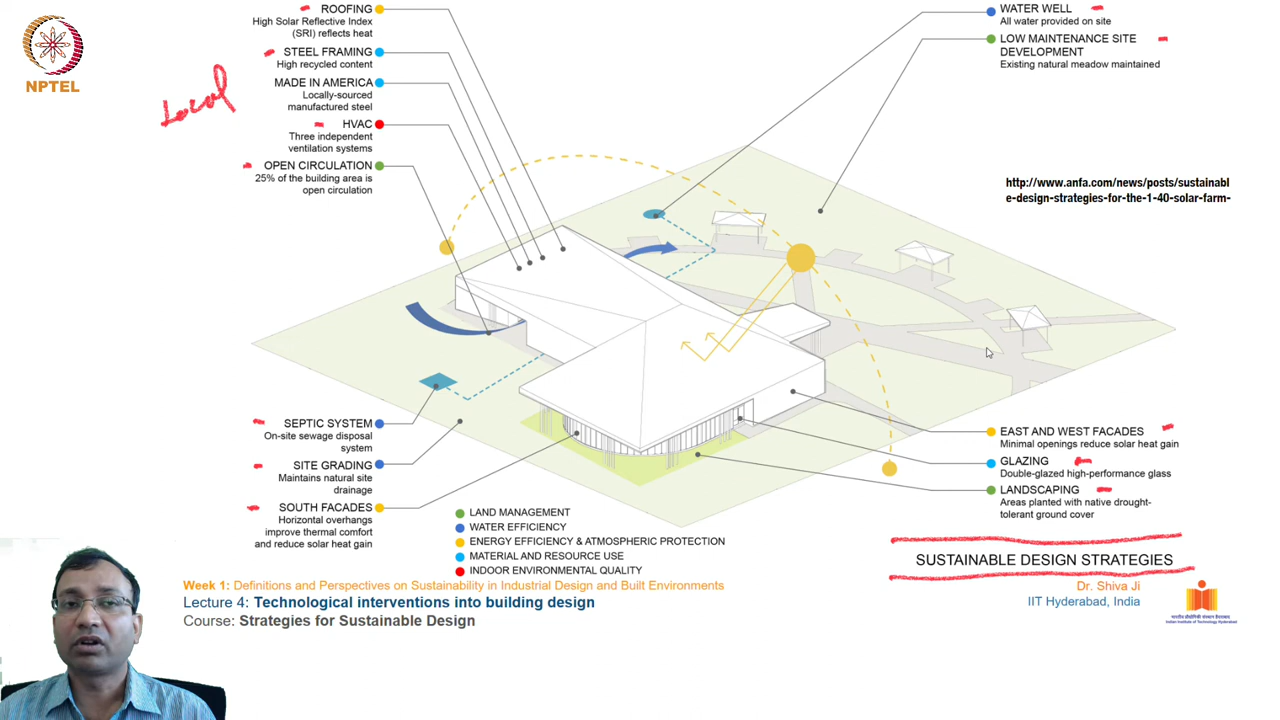 NPTEL
Local
ROOFING
High Solar Reflective Index
(SRI) reflects heat
STEEL FRAMING
High recycled content
MADE IN AMERICA
Locally-sourced
manufactured steel
HVAC
Three independent
ventilation systems
OPEN CIRCULATION
25% of the building area is
open circulation
WATER WELL
All water provided on site
LOW MAINTENANCE SITE
DEVELOPMENT
Existing natural meadow maintained
http://www.anfa.com/news/posts/sustainabl
e-design-strategies-for-the-1-40-solar-farm-
SEPTIC SYSTEM
On-site sewage disposal
system
SITE GRADING
Maintains natural site
drainage
SOUTH FACADES
Horizontal overhangs
improve thermal comfort
and reduce solar heat gain
EAST AND WEST FACADES
Minimal openings reduce solar heat gain
GLAZING
Double-glazed high-performance glass
LANDSCAPING
Areas planted with native drought-
tolerant ground cover
LAND MANAGEMENT
WATER EFFICIENCY
ENERGY EFFICIENCY & ATMOSPHERIC PROTECTION
MATERIAL AND RESOURCE USE
INDOOR ENVIRONMENTAL QUALITY
SUSTAINABLE DESIGN STRATEGIES
Week 1: Definitions and Perspectives on Sustainability in Industrial Design and Built Environments
Lecture 4: Technological interventions into building design
Course: Strategies for Sustainable Design
Dr. Shiva Ji
IIT Hyderabad, India
Indian Institute of Technology Hyderabad